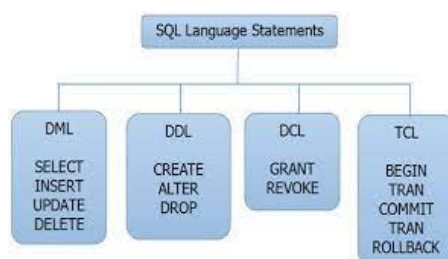 SQL Language Statements
DML
SELECT
INSERT
UPDATE
DELETE
DDL
CREATE
ALTER
DROP
DCL
GRANT
REVOKE
TCL
BEGIN
TRAN
COMMIT
TRAN
ROLLBACK